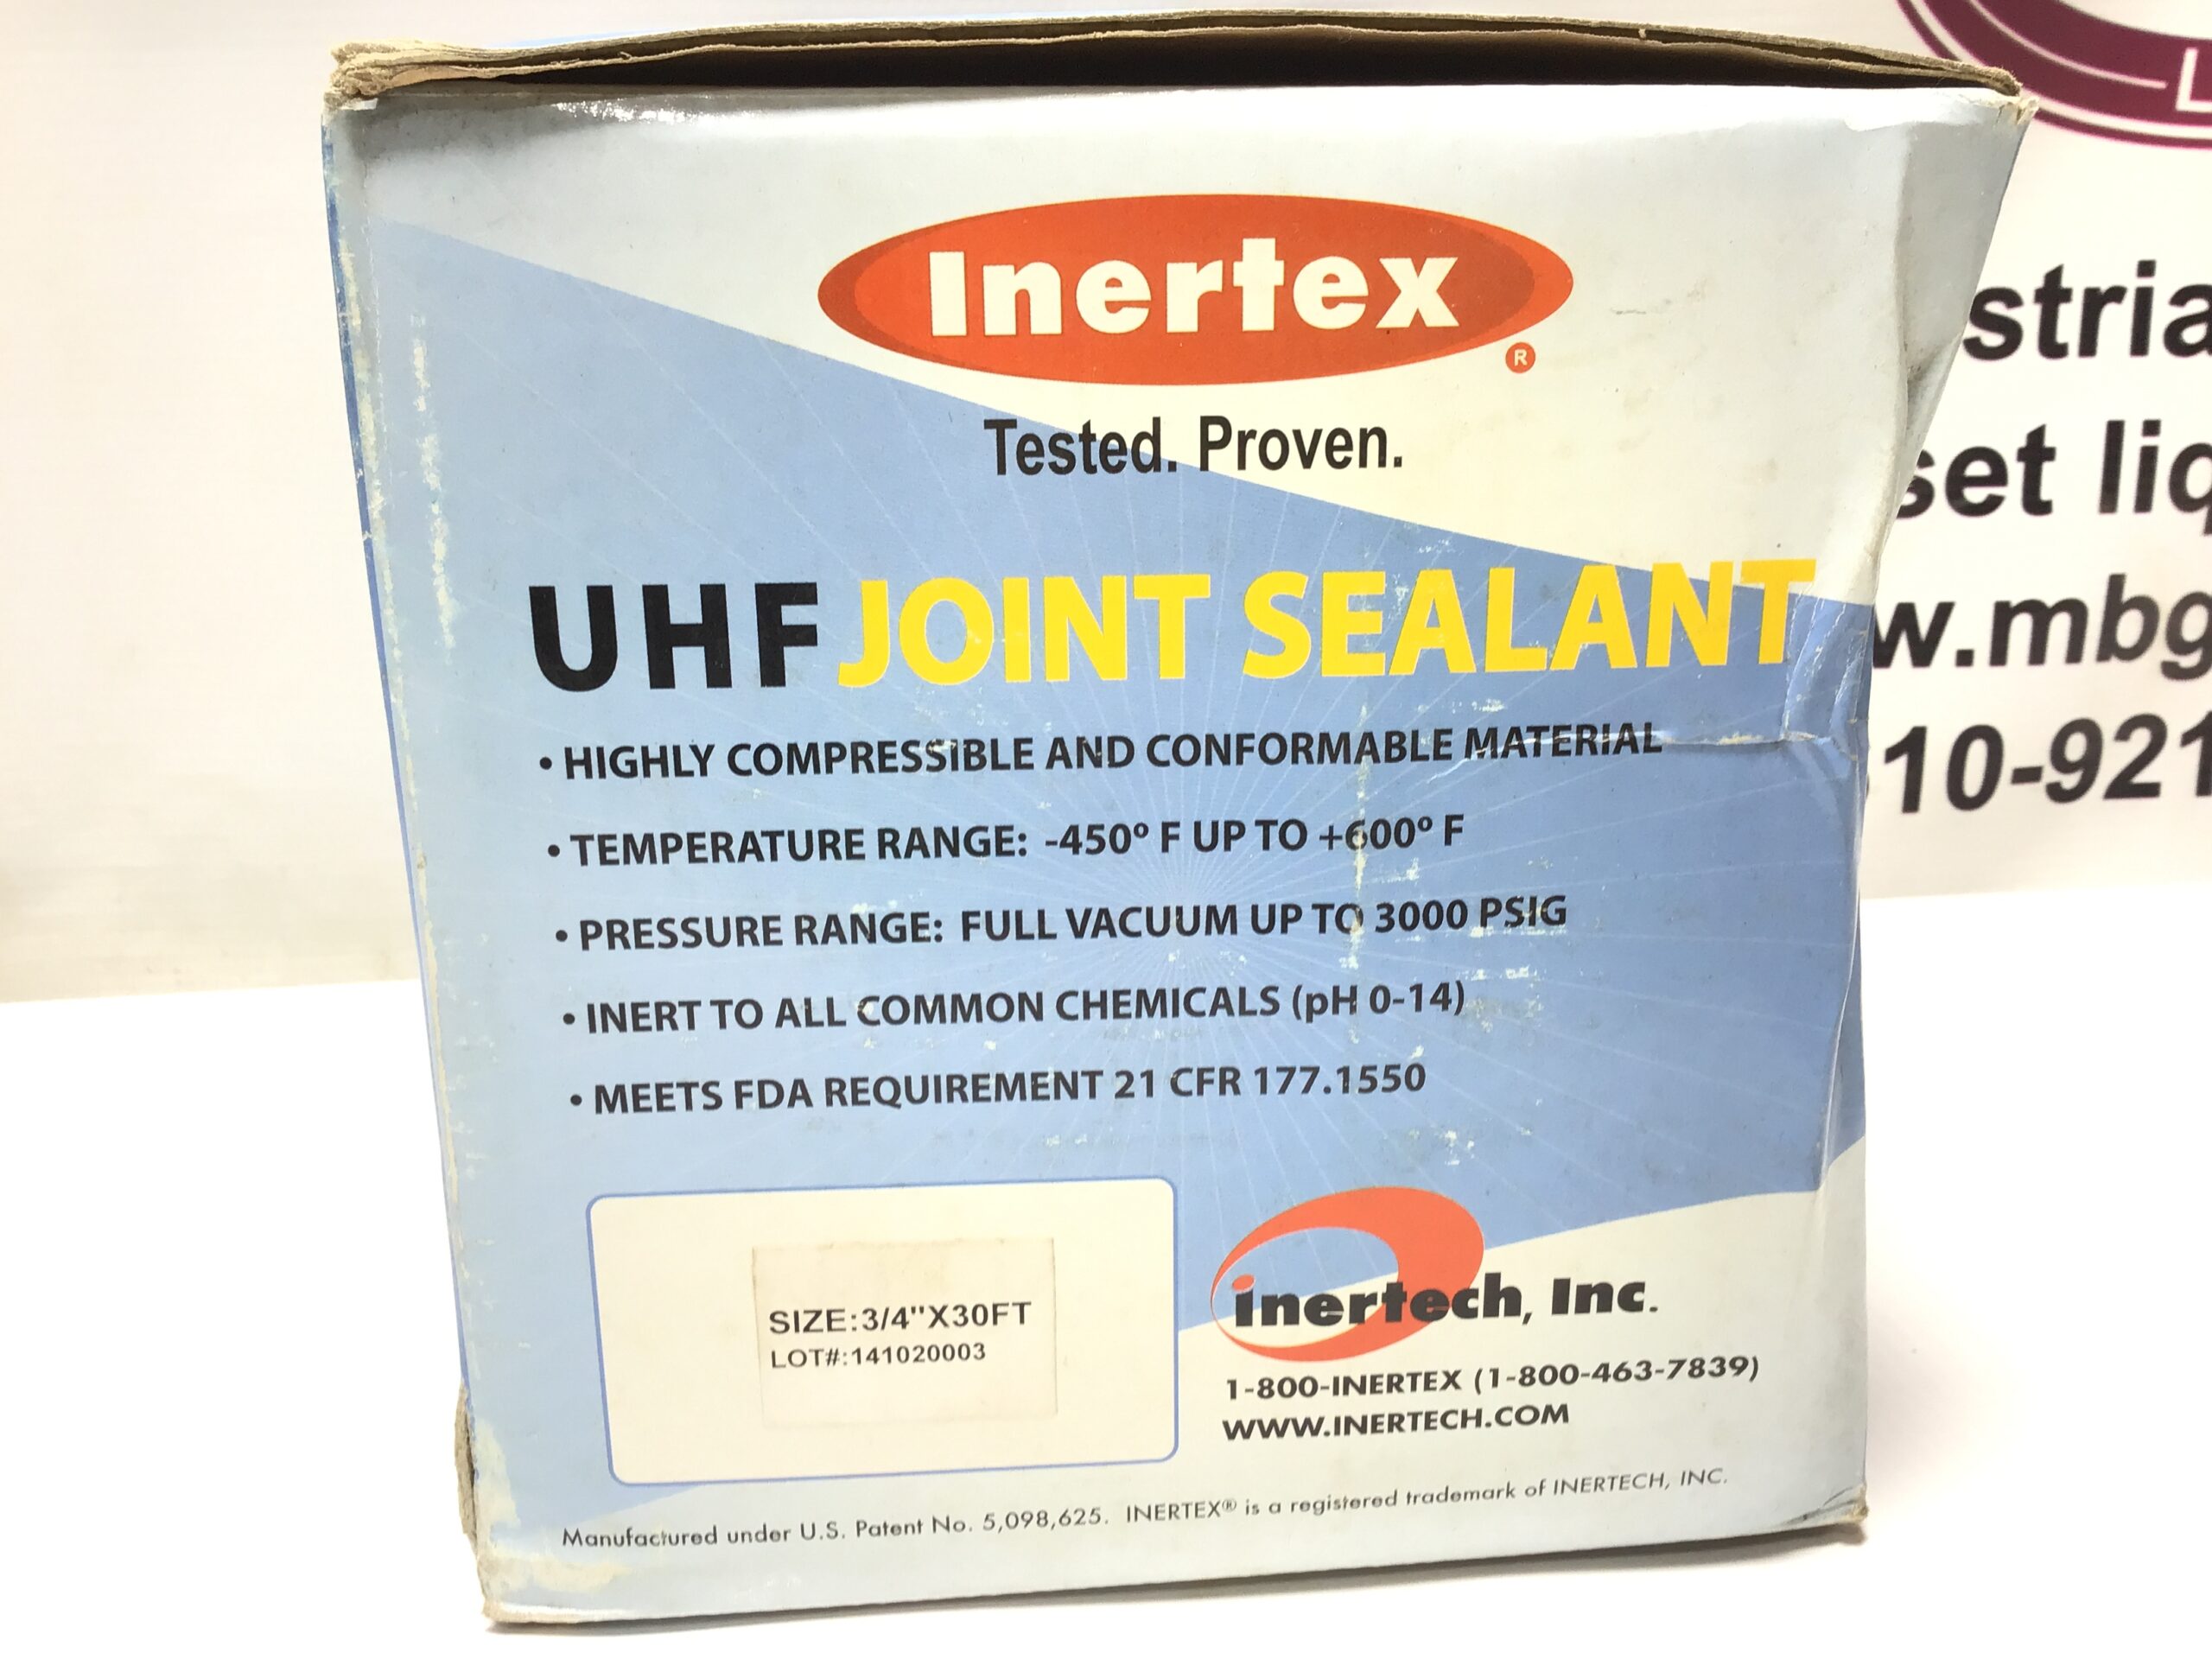 Inertex
®
Tested. Proven.
UHF JOINT SEALANT
• HIGHLY COMPRESSIBLE AND CONFORMABLE MATERIAL
• TEMPERATURE RANGE: -450º F UP TO +600º F
• PRESSURE RANGE: FULL VACUUM UP TO 3000 PSIG
• INERT TO ALL COMMON CHEMICALS (pH 0-14)
• MEETS FDA REQUIREMENT 21 CFR 177.1550
SIZE:3/4"X30FT
LOT#:141020003
inertech, Inc.
1-800-INERTEX (1-800-463-7839)
WWW.INERTECH.COM
Manufactured under U.S. Patent No. 5,098,625. INERTEX® is a registered trademark of INERTECH, INC.
L
stria
set liq
w.mbg
10-921